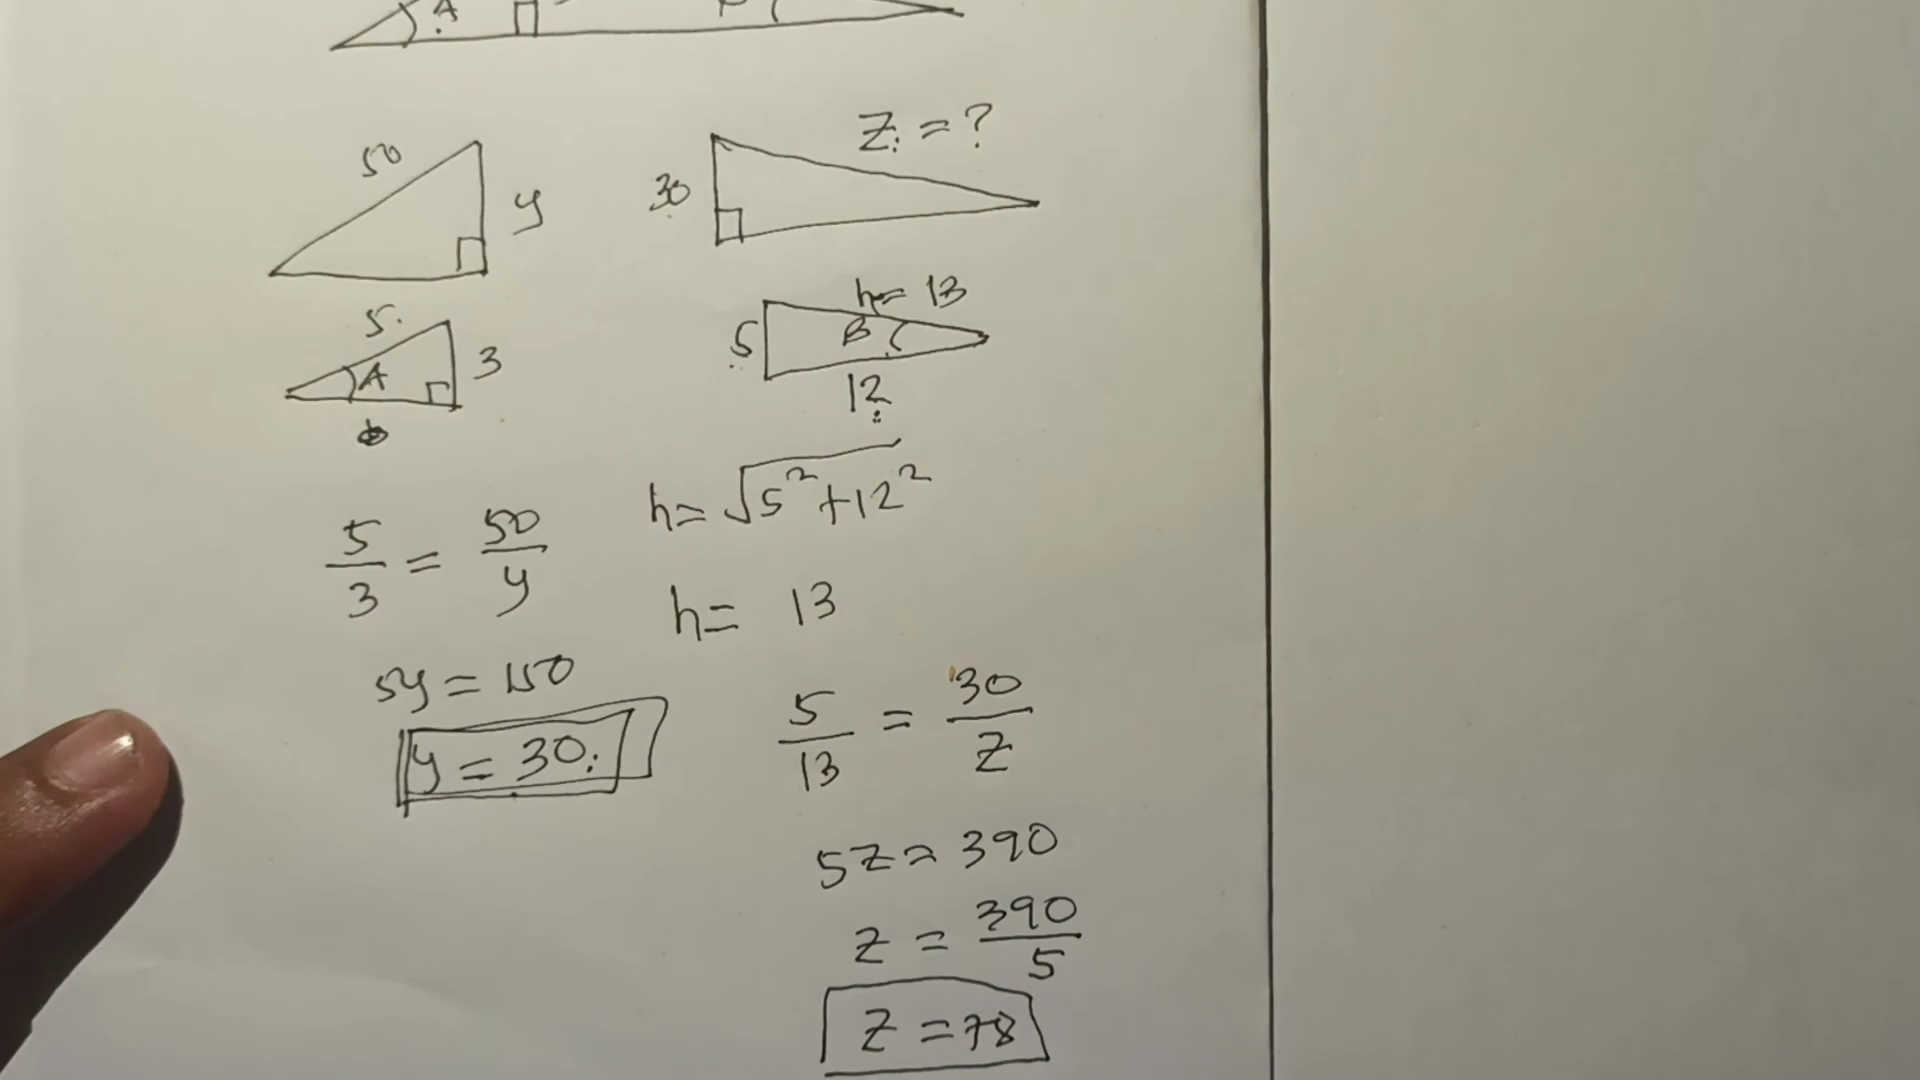 A
50
y
5
A
3
5/3 = 50/y
5y = 150
y = 30
Z = ?
30
h = 13
5
B
12
h = √5² + 12²
h = 13
5/13 = 30/Z
5Z = 390
Z = 390/5
Z = 78